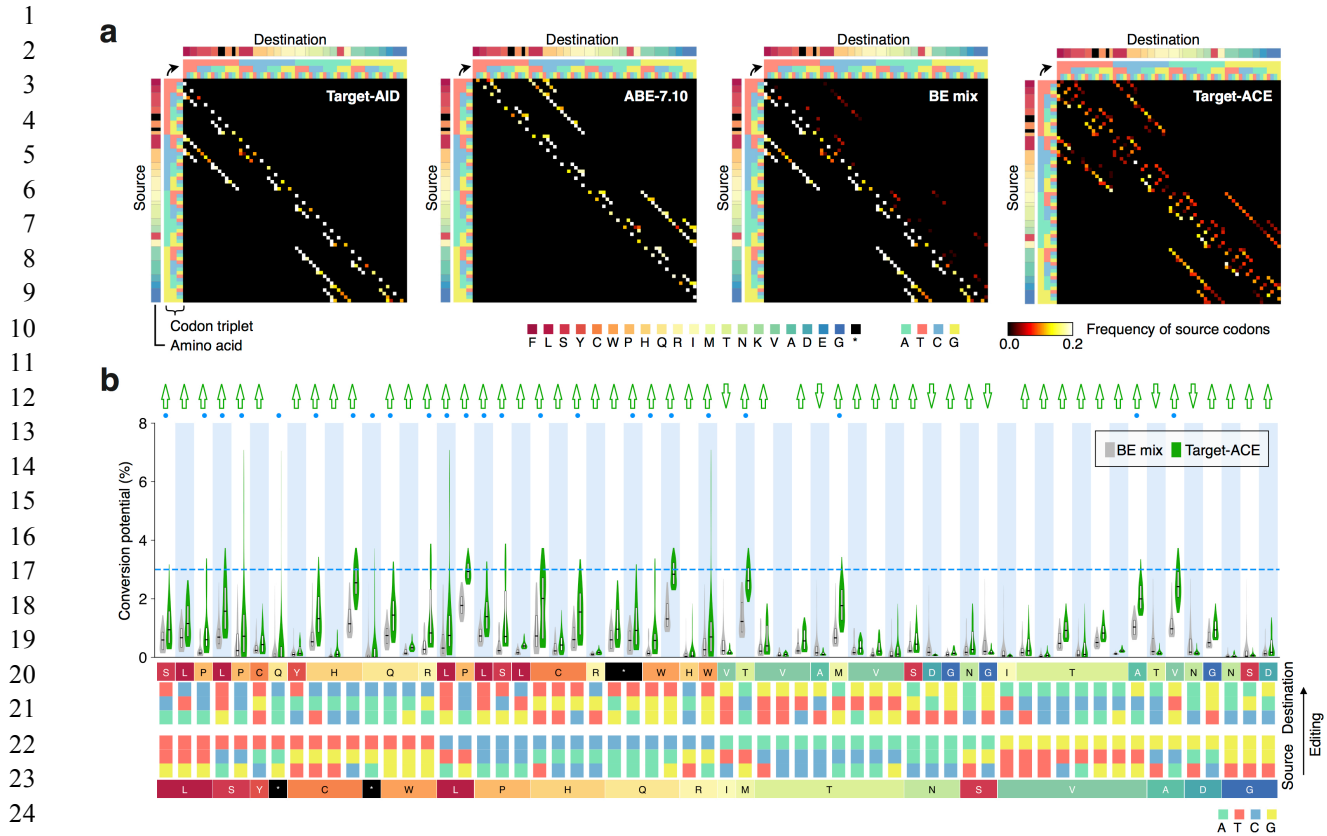 1
2
3
4
5
6
7
8
9
10
11
12
13
14
15
16
17
18
19
20
21
22
23
24
a
Destination
Destination
Destination
Destination
Source
Source
Source
Source
Target-AID
ABE-7.10
BE mix
Target-ACE
Codon triplet
Amino acid
F L S Y C W P H Q R I M T N K V A D E G *
A T C G
0.0 0.2
Frequency of source codons
b
Conversion potential (%)
8
6
4
2
0
BE mix Target-ACE
S L P L P C Q Y H Q R L P L S L C R * W H W V T V A M V S D G N G I T A T V N G N S D
Destination
Source
Editing
L S Y * C * W L P H Q R I M T N S V A D G
A T C G